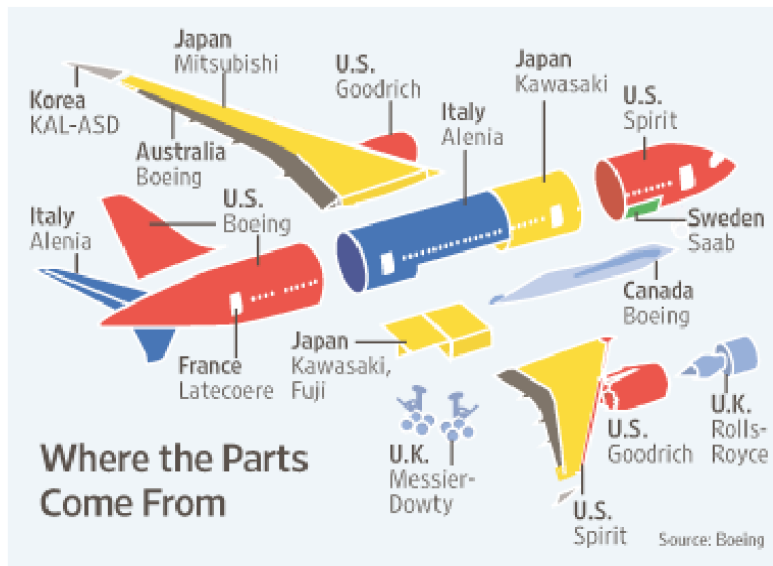 Japan
Mitsubishi
U.S.
Goodrich
Japan
Kawasaki
Korea
KAL-ASD
Italy
Alenia
U.S.
Spirit
Australia
Boeing
U.S.
Boeing
Italy
Alenia
Sweden
Saab
Canada
Boeing
France
Latecoere
Japan
Kawasaki,
Fuji
U.K.
Messier-
Dowty
U.S.
Goodrich
U.K.
Rolls-
Royce
U.S.
Spirit
Where the Parts
Come From
Source: Boeing